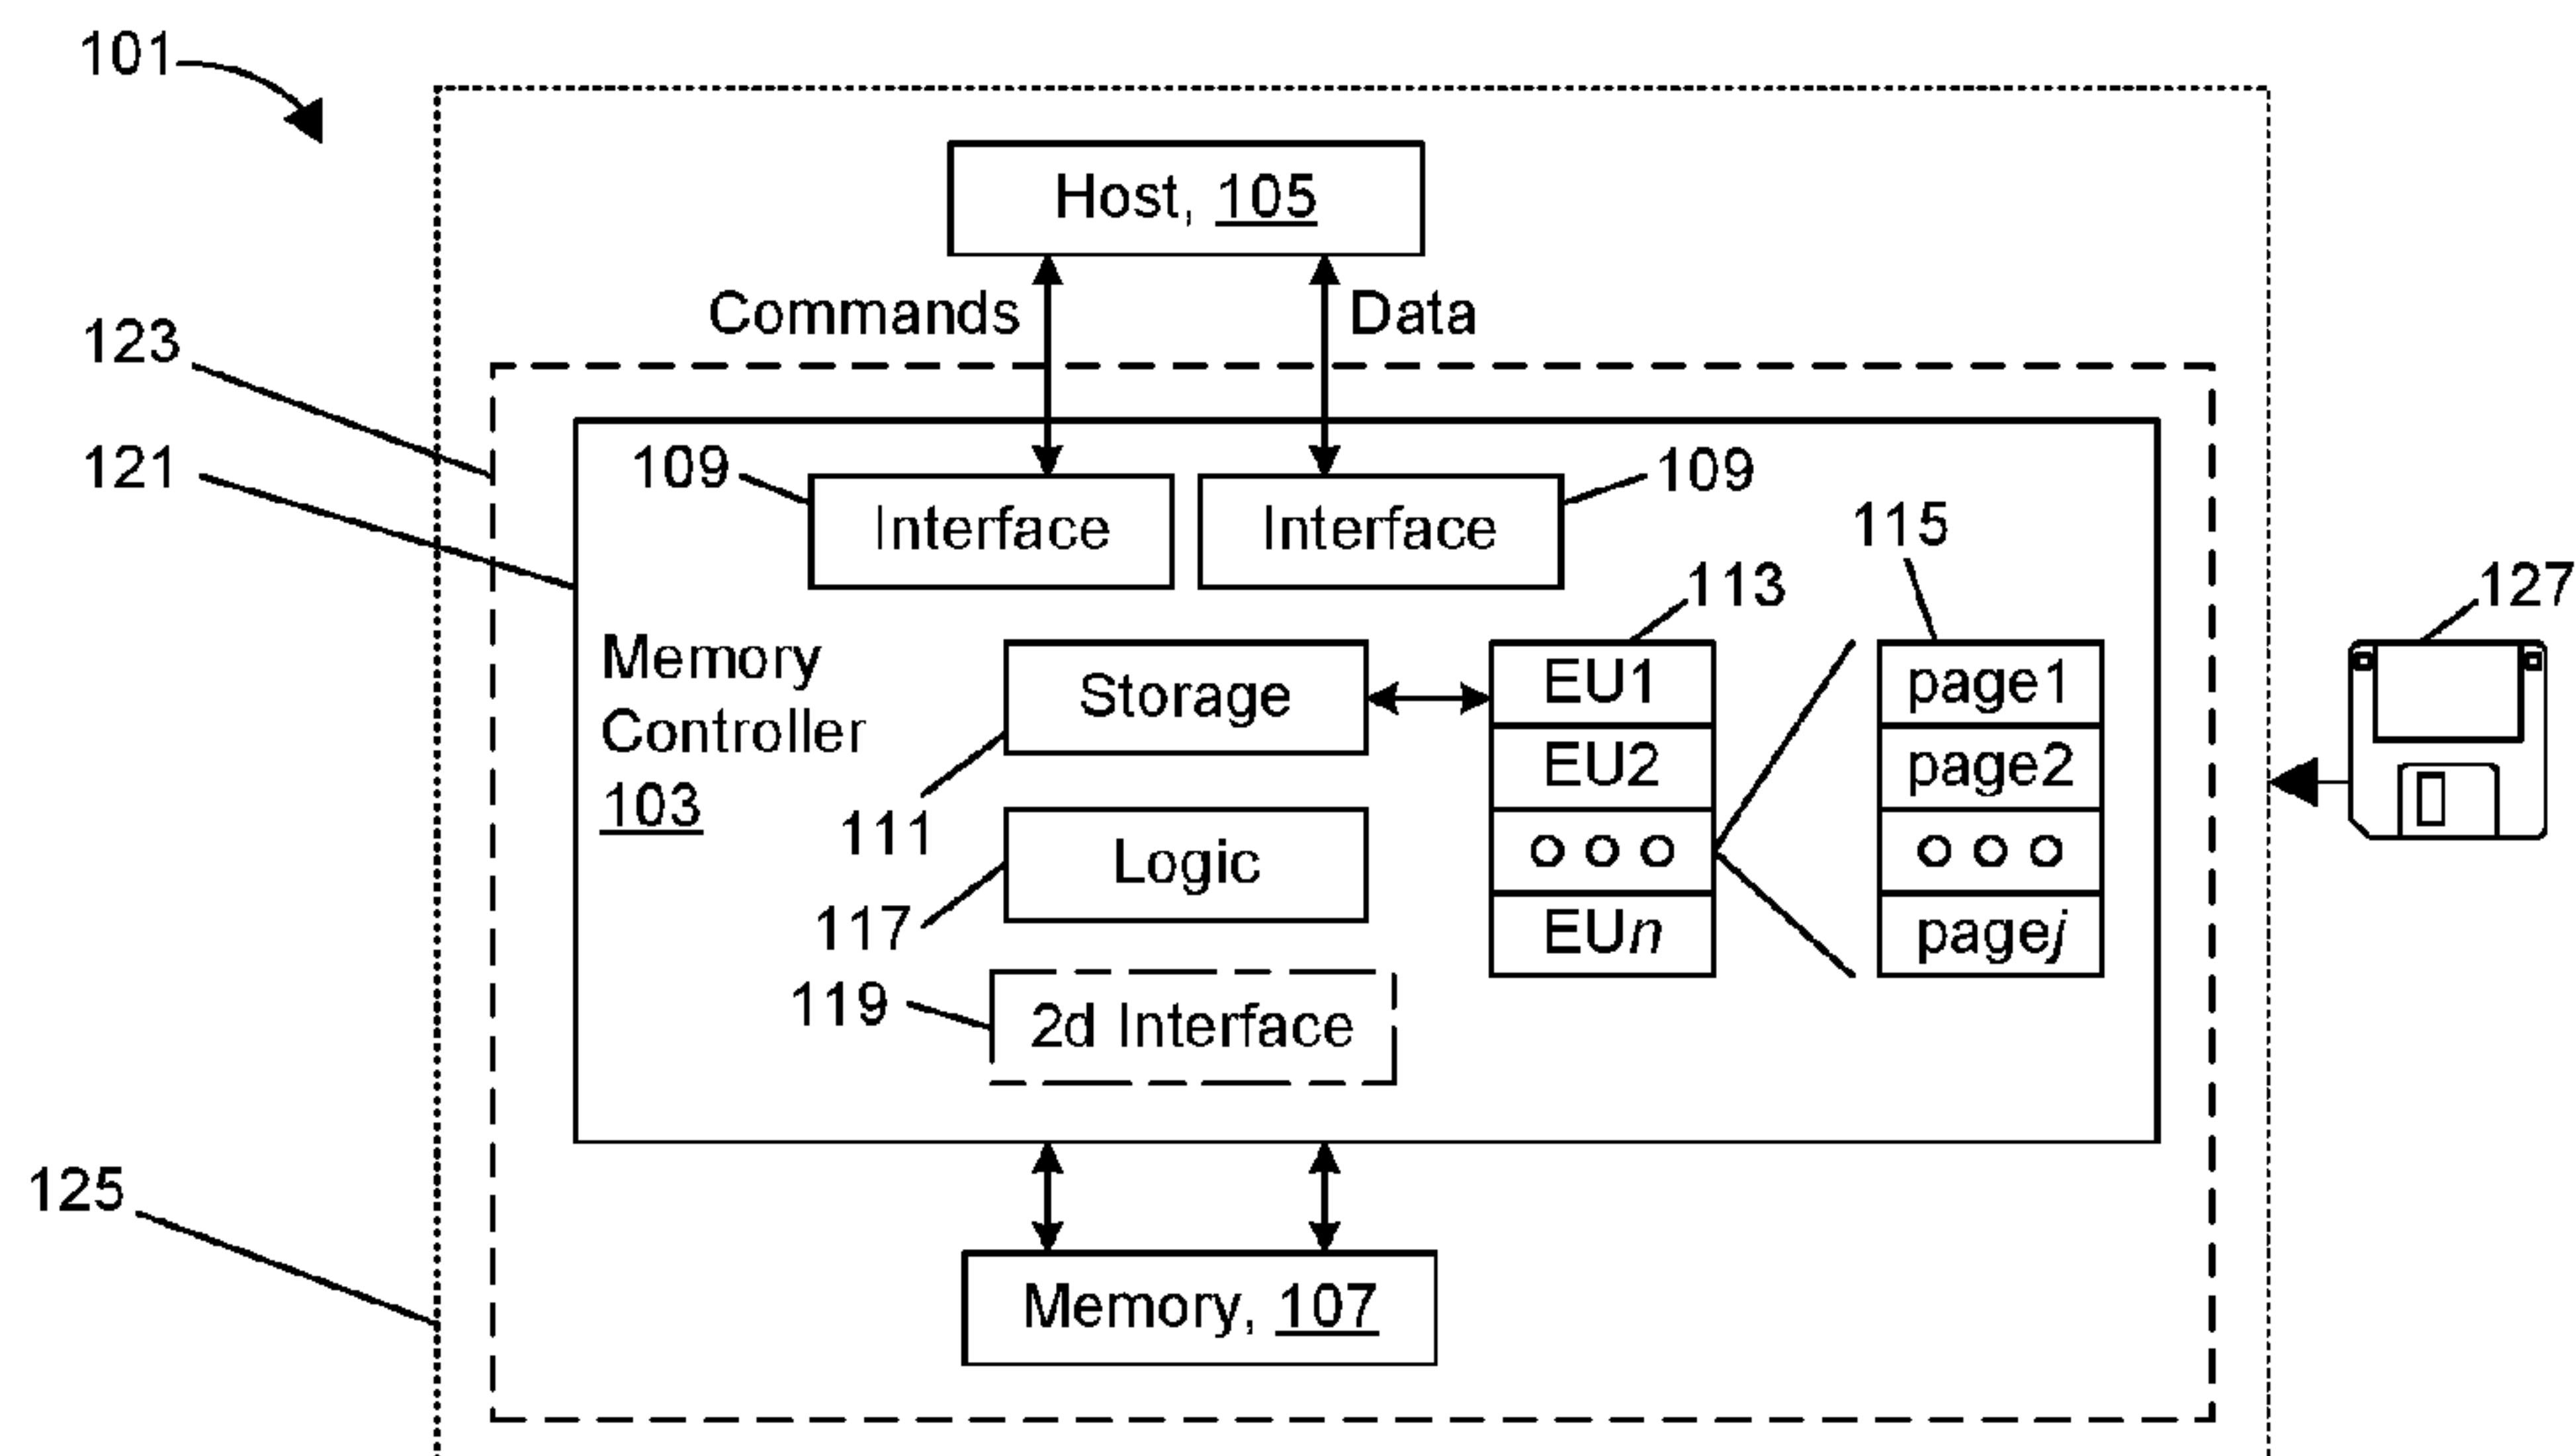 101
Host, 105
Commands
Data
123
121
109
Interface
Interface
109
115
113
127
Memory
Controller
103
Storage
111
EU1
EU2
EUn
page1
page2
pagej
Logic
117
119
2d Interface
125
Memory, 107